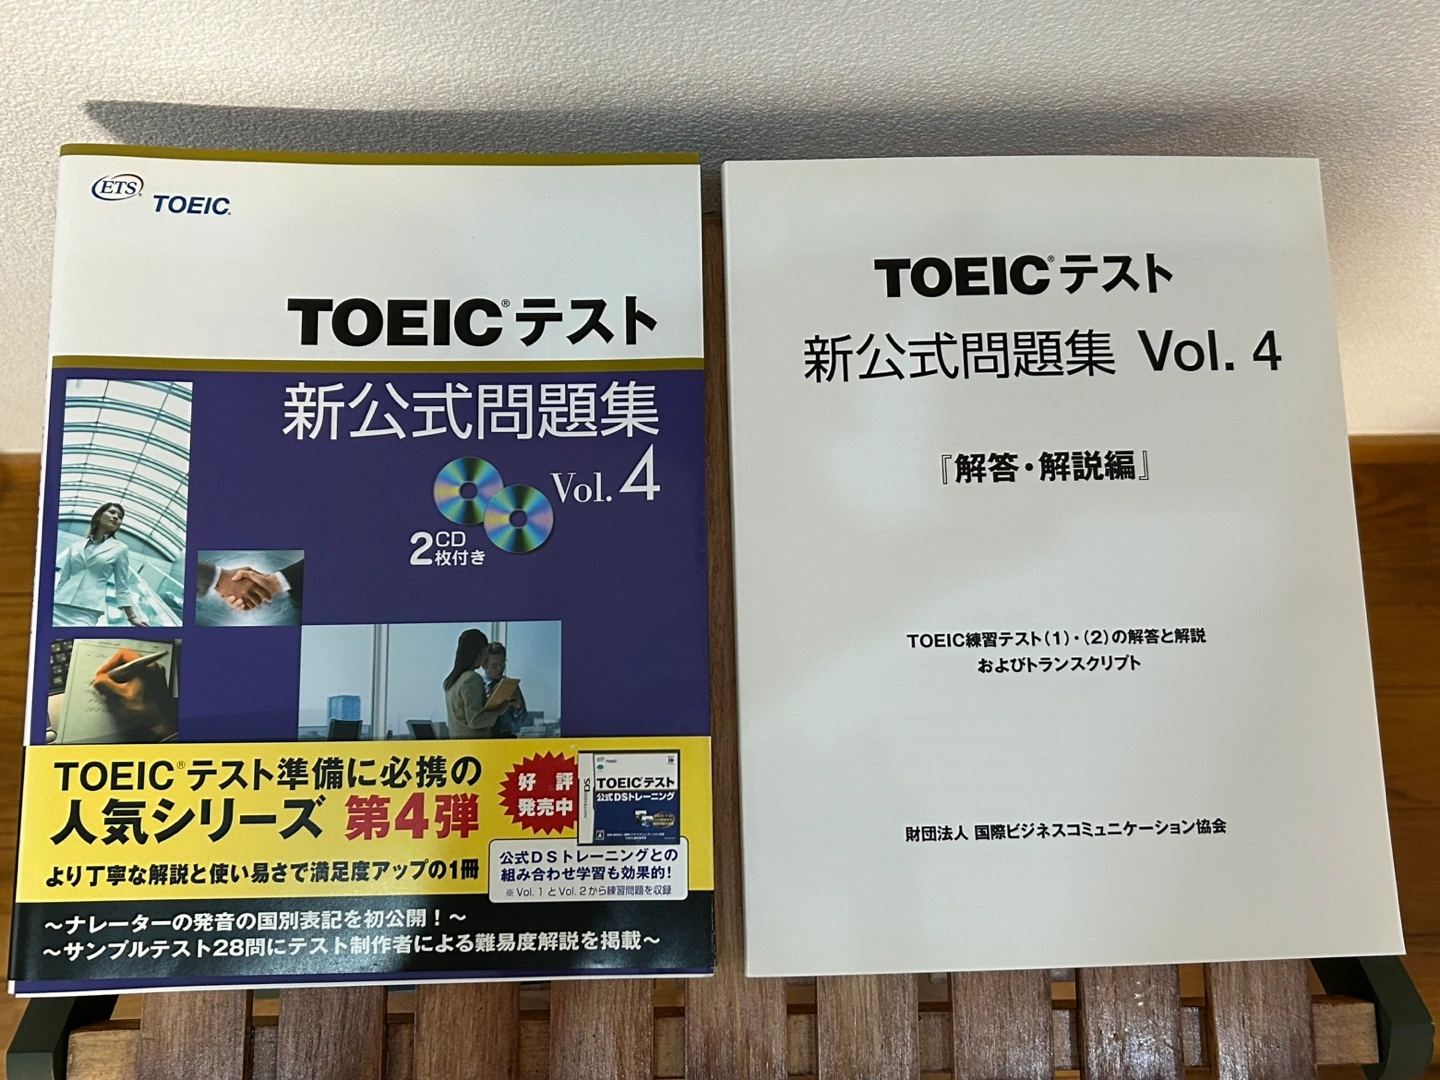 ETS
TOEIC®
TOEIC®テスト
新公式問題集
Vol. 4
2CD
枚付き
TOEIC®テスト準備に必携の
人気シリーズ 第4弾
より丁寧な解説と使い易さで満足度アップの1冊
好評
発売中
TOEIC
TOEIC®テスト
公式DSトレーニング
公式DSトレーニングとの
組み合わせ学習も効果的!
※Vol. 1 とVol. 2から練習問題を収録
〜ナレーターの発音の国別表記を初公開!〜
〜サンプルテスト28問にテスト制作者による難易度解説を掲載〜
TOEIC®テスト
新公式問題集 Vol. 4
『解答・解説編』
TOEIC練習テスト(1)・(2)の解答と解説
およびトランスクリプト
財団法人 国際ビジネスコミュニケーション協会